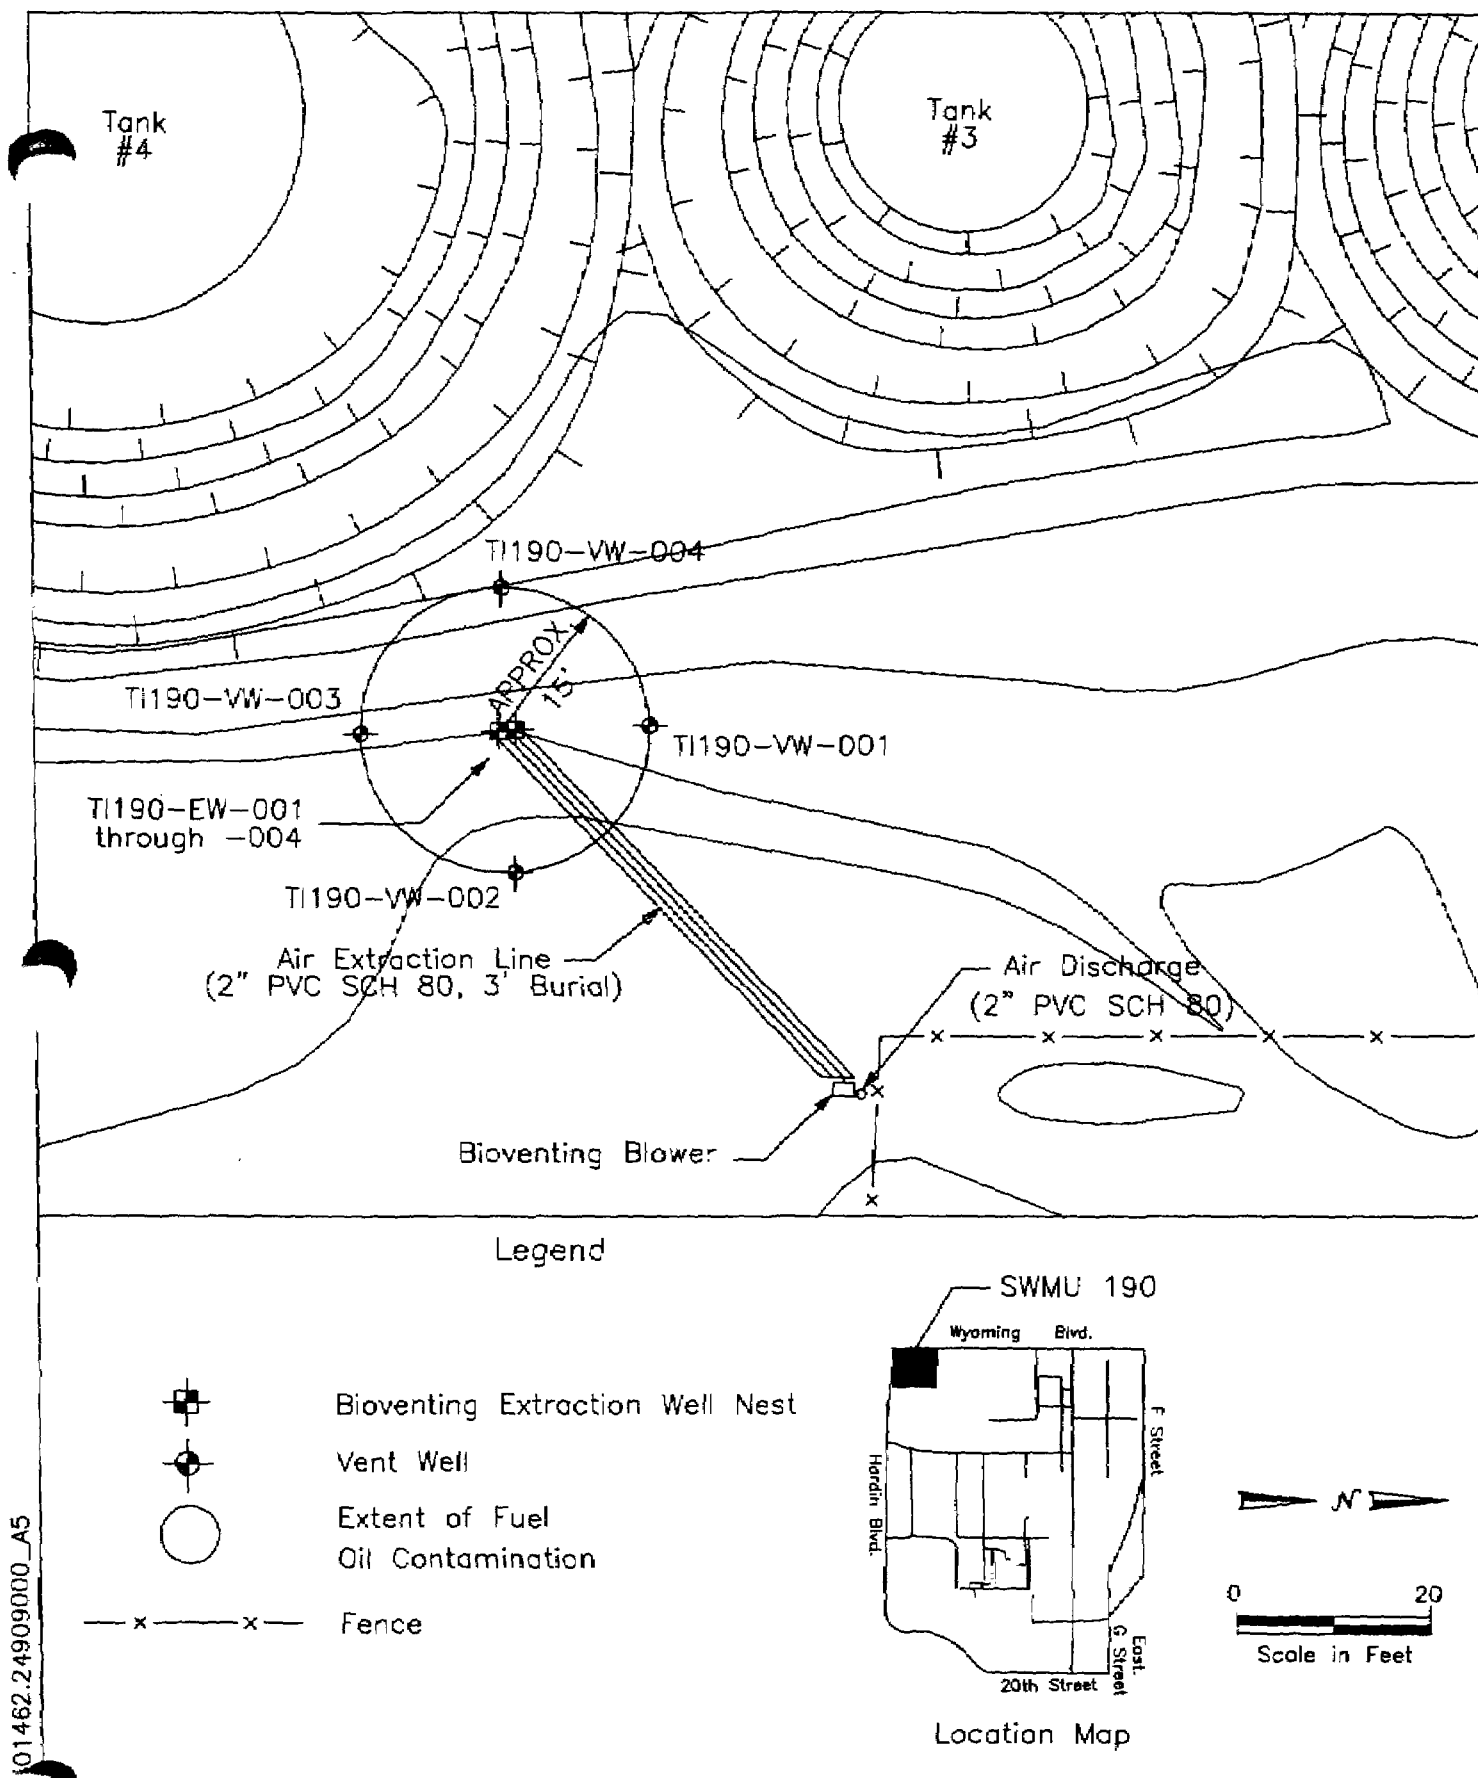 Tank
#4
Tank
#3
TI190-VW-004
APPROX.
15'
TI190-VW-003
TI190-VW-001
TI190-EW-001
through -004
TI190-VW-002
Air Extraction Line
(2" PVC SCH 80, 3' Burial)
Air Discharge
(2" PVC SCH 80)
Bioventing Blower
Legend
SWMU 190
Wyoming Blvd.
Bioventing Extraction Well Nest
Vent Well
Extent of Fuel
Oil Contamination
Fence
F Street
Hardin Blvd.
N
0 20
Scale in Feet
East.
G Street
20th Street
Location Map
301462.24909000_A5